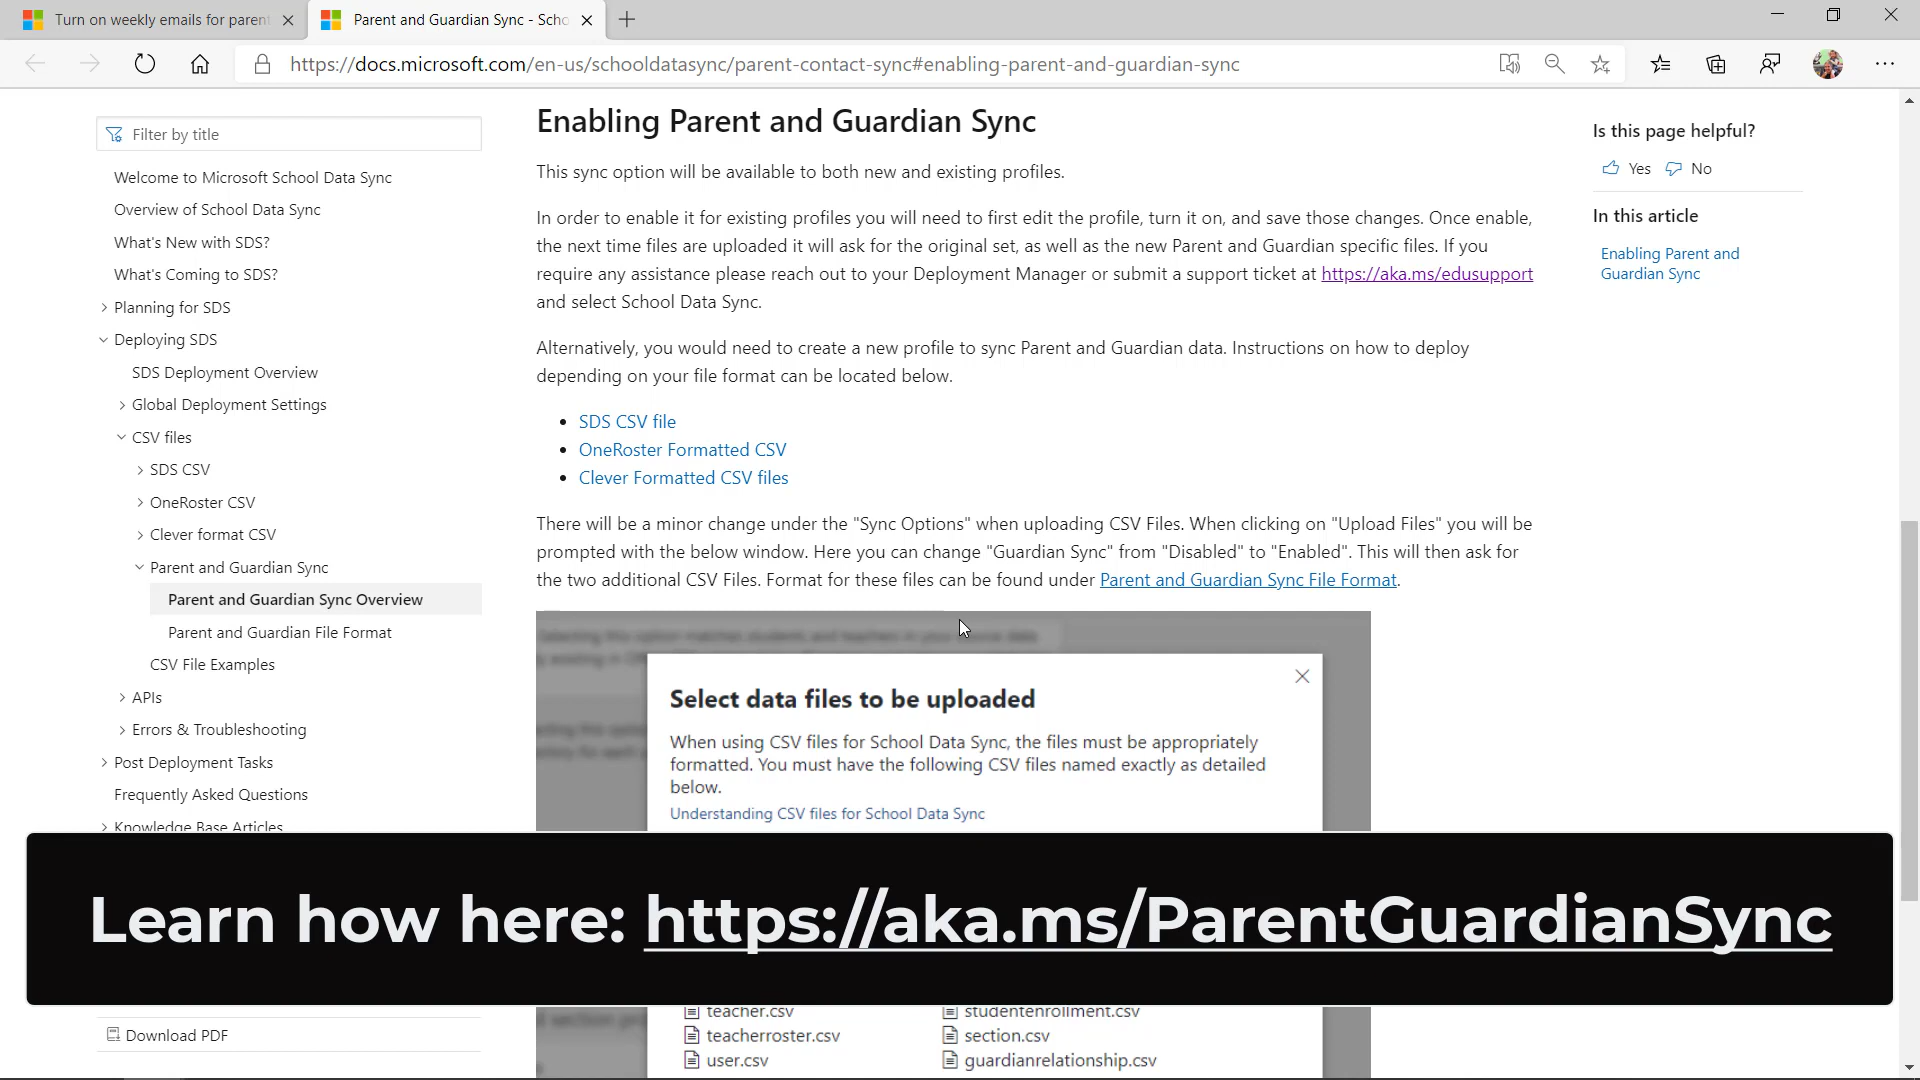 Turn on weekly emails for parent
Parent and Guardian Sync - Scho
https://docs.microsoft.com/en-us/schooldatasync/parent-contact-sync#enabling-parent-and-guardian-sync
Filter by title
Welcome to Microsoft School Data Sync
Overview of School Data Sync
What's New with SDS?
What's Coming to SDS?
Planning for SDS
Deploying SDS
SDS Deployment Overview
Global Deployment Settings
CSV files
SDS CSV
OneRoster CSV
Clever format CSV
Parent and Guardian Sync
Parent and Guardian Sync Overview
Parent and Guardian File Format
CSV File Examples
APIs
Errors & Troubleshooting
Post Deployment Tasks
Frequently Asked Questions
Knowledge Base Articles
Download PDF
Enabling Parent and Guardian Sync
This sync option will be available to both new and existing profiles.
In order to enable it for existing profiles you will need to first edit the profile, turn it on, and save those changes. Once enable,
the next time files are uploaded it will ask for the original set, as well as the new Parent and Guardian specific files. If you
require any assistance please reach out to your Deployment Manager or submit a support ticket at https://aka.ms/edusupport
and select School Data Sync.
Alternatively, you would need to create a new profile to sync Parent and Guardian data. Instructions on how to deploy
depending on your file format can be located below.
SDS CSV file
OneRoster Formatted CSV
Clever Formatted CSV files
There will be a minor change under the "Sync Options" when uploading CSV Files. When clicking on "Upload Files" you will be
prompted with the below window. Here you can change "Guardian Sync" from "Disabled" to "Enabled". This will then ask for
the two additional CSV Files. Format for these files can be found under Parent and Guardian Sync File Format.
Select data files to be uploaded
When using CSV files for School Data Sync, the files must be appropriately
formatted. You must have the following CSV files named exactly as detailed
below.
Understanding CSV files for School Data Sync
Learn how here: https://aka.ms/ParentGuardianSync
teacher.csv
studentenrollment.csv
teacherroster.csv
section.csv
user.csv
guardianrelationship.csv
Is this page helpful?
Yes No
In this article
Enabling Parent and
Guardian Sync